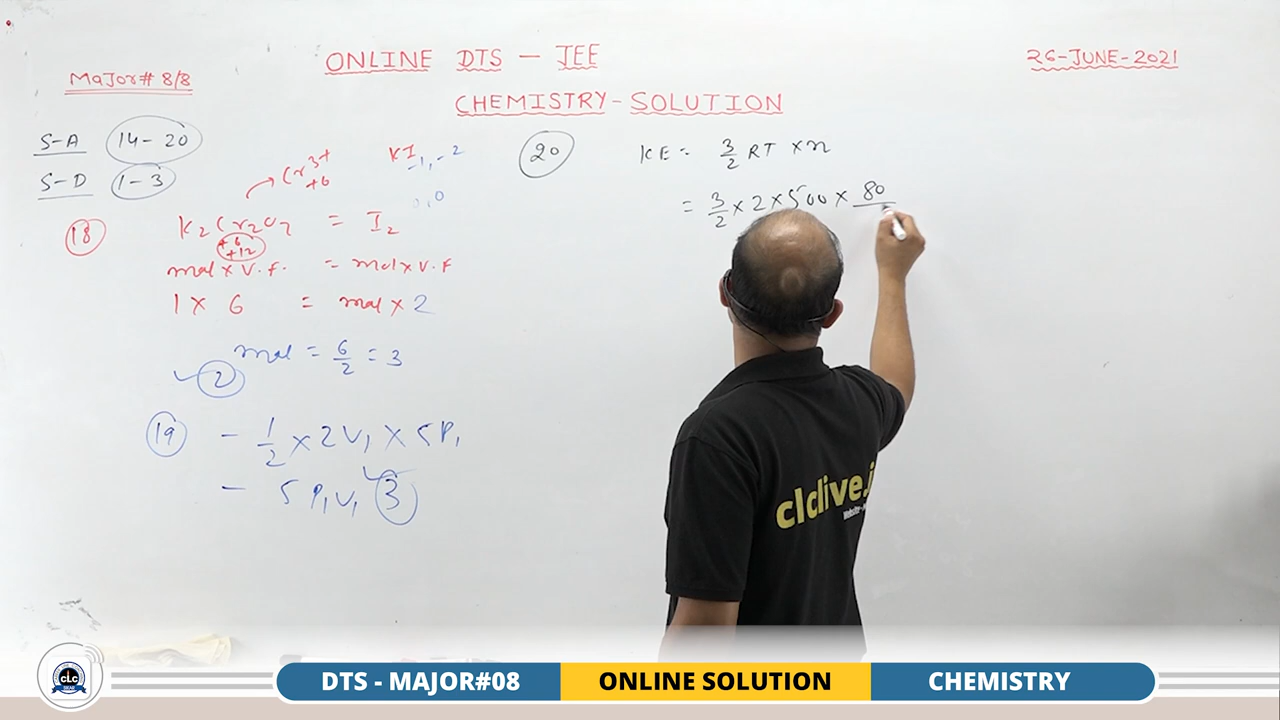 ONLINE DTS - JEE
26-JUNE-2021
MaJor# 8/8
CHEMISTRY-SOLUTION
S-A 14-20
S-D 1-3
Cr³⁺
+6
KI
-1, -2
0, 0
18
K₂Cr₂O₇ = I₂
+6
+12
mol x V.f. = mol x V.f
1 x 6 = mol x 2
mol = 6/2 = 3
2
19
- 1/2 x 2V₁ x 5P₁
- 5 P₁V₁ 3
20
KE = 3/2 RT x n
= 3/2 x 2 x 500 x 80
clclive.i
CLC
SIKAR
DTS - MAJOR#08
ONLINE SOLUTION
CHEMISTRY